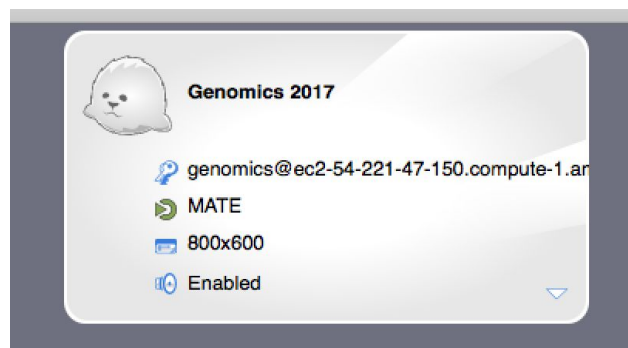 Genomics 2017
genomics@ec2-54-221-47-150.compute-1.an
MATE
800x600
Enabled